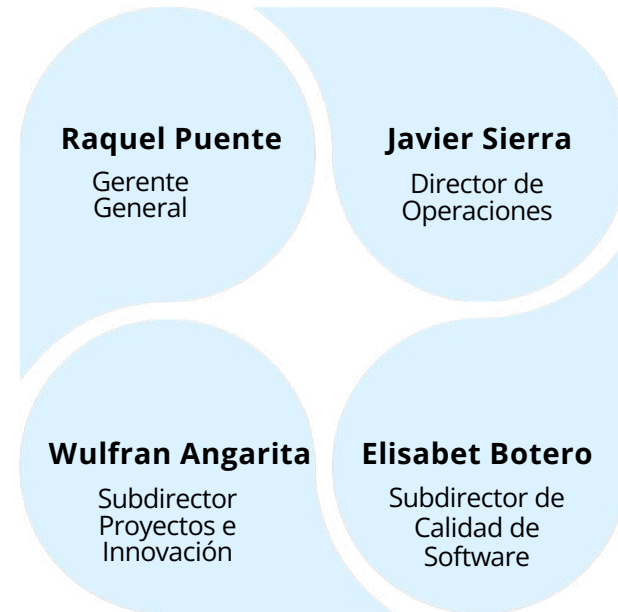 Raquel Puente
Gerente
General
Javier Sierra
Director de
Operaciones
Wulfran Angarita
Subdirector
Proyectos e
Innovación
Elisabet Botero
Subdirector de
Calidad de
Software